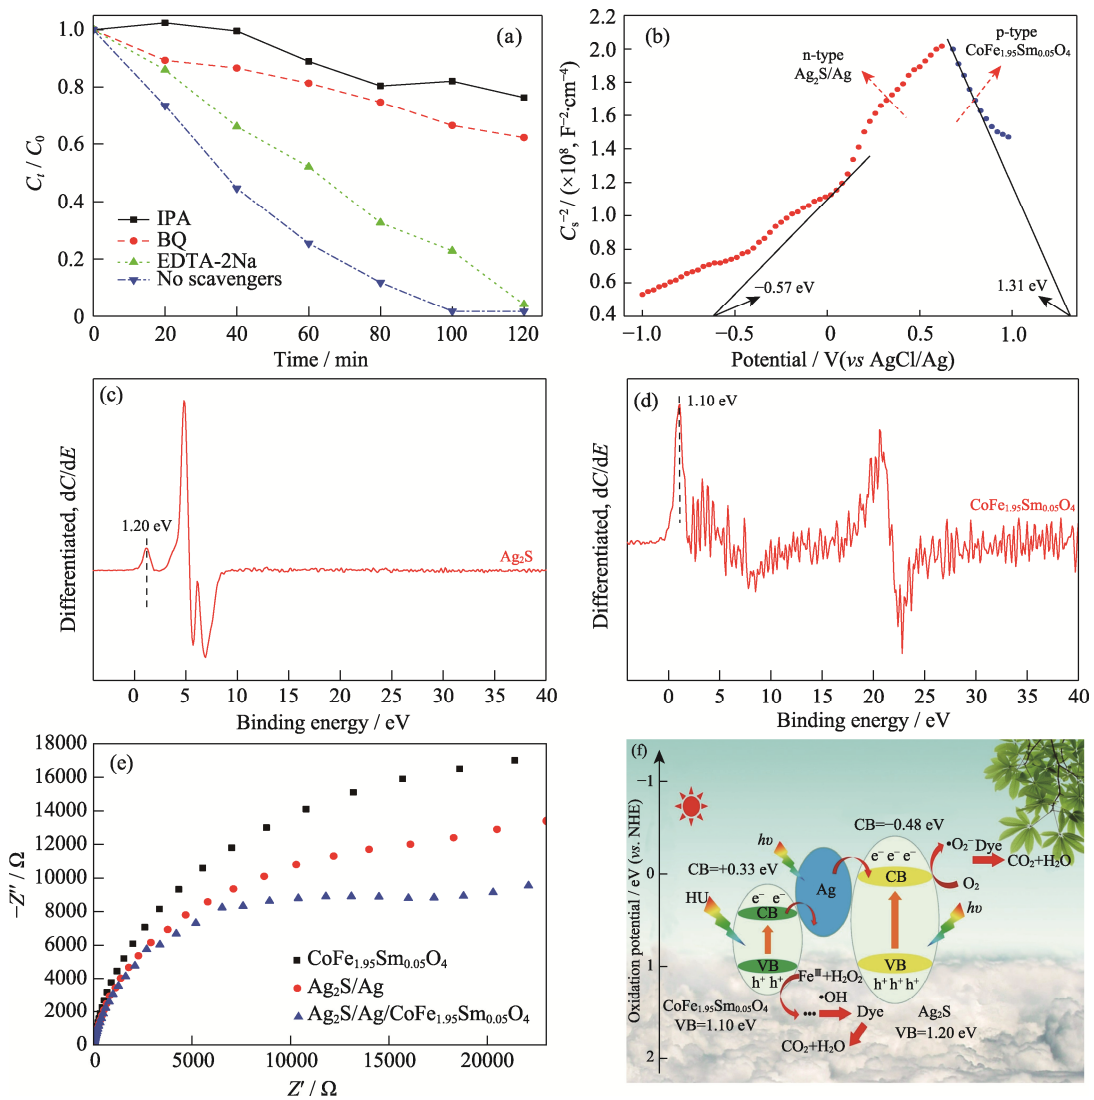 (a)
1.0
0.8
0.6
0.4
0.2
0
C_t / C_0
IPA
BQ
EDTA-2Na
No scavengers
0 20 40 60 80 100 120
Time / min
(b)
n-type
Ag₂S/Ag
p-type
CoFe₁.₉₅Sm₀.₀₅O₄
2.2
2.0
1.8
1.6
1.4
1.2
1.0
0.8
0.6
0.4
C_s⁻² / (×10⁸, F⁻²·cm⁻⁴)
−0.57 eV
1.31 eV
−1.0 −0.5 0 0.5 1.0
Potential / V(vs AgCl/Ag)
(c)
1.20 eV
Ag₂S
Differentiated, dC/dE
0 5 10 15 20 25 30 35 40
Binding energy / eV
(d)
1.10 eV
CoFe₁.₉₅Sm₀.₀₅O₄
Differentiated, dC/dE
0 5 10 15 20 25 30 35 40
Binding energy / eV
(e)
18000
16000
14000
12000
10000
8000
6000
4000
2000
0
−Z″ / Ω
CoFe₁.₉₅Sm₀.₀₅O₄
Ag₂S/Ag
Ag₂S/Ag/CoFe₁.₉₅Sm₀.₀₅O₄
0 5000 10000 15000 20000
Z′ / Ω
(f)
−1
0
1
2
Oxidation potential / eV (vs. NHE)
CB=−0.48 eV
hυ
•O₂⁻ Dye
CO₂+H₂O
e⁻ e⁻ e⁻
CB
O₂
CB=+0.33 eV
Ag
HU
e⁻ e⁻
CB
hυ
VB
h⁺ h⁺
VB
h⁺ h⁺ h⁺
Feᴵᴵᴵ+H₂O₂
•OH
•••
Dye
CoFe₁.₉₅Sm₀.₀₅O₄
VB=1.10 eV
Ag₂S
VB=1.20 eV
CO₂+H₂O